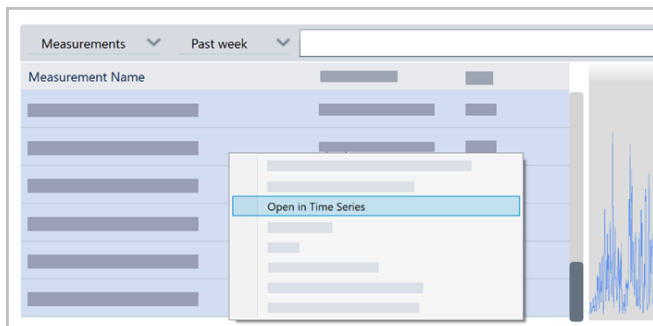 Measurements Past week
Measurement Name
Open in Time Series